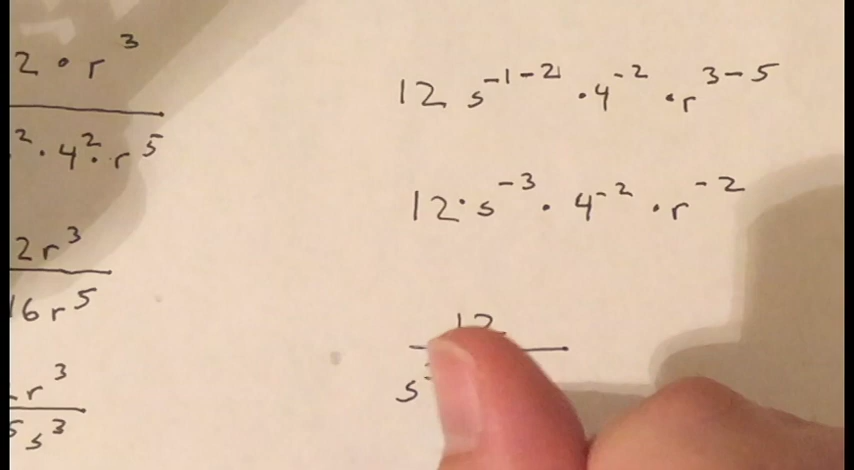 2 · r³
² · 4² · r⁵
2r³
16r⁵
r³
s³
12 s⁻¹⁻² · 4⁻² · r³⁻⁵
12 · s⁻³ · 4⁻² · r⁻²
12
s